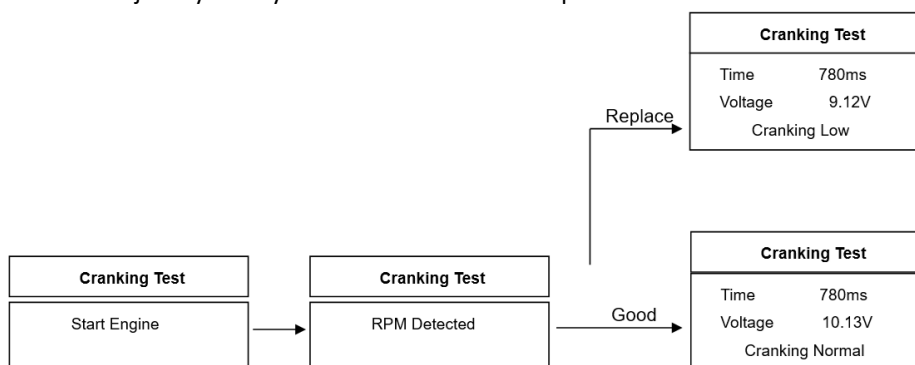 Cranking Test
Time 780ms
Voltage 9.12V
Cranking Low
Replace
Cranking Test
Start Engine
Cranking Test
RPM Detected
Good
Cranking Test
Time 780ms
Voltage 10.13V
Cranking Normal